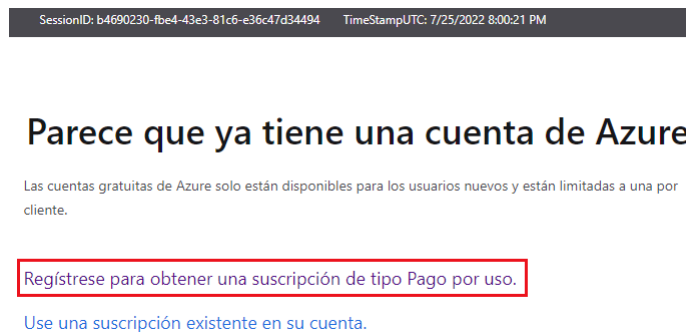 SessionID: b4690230-fbe4-43e3-81c6-e36c47d34494 TimeStampUTC: 7/25/2022 8:00:21 PM
Parece que ya tiene una cuenta de Azure
Las cuentas gratuitas de Azure solo están disponibles para los usuarios nuevos y están limitadas a una por
cliente.
Regístrese para obtener una suscripción de tipo Pago por uso.
Use una suscripción existente en su cuenta.